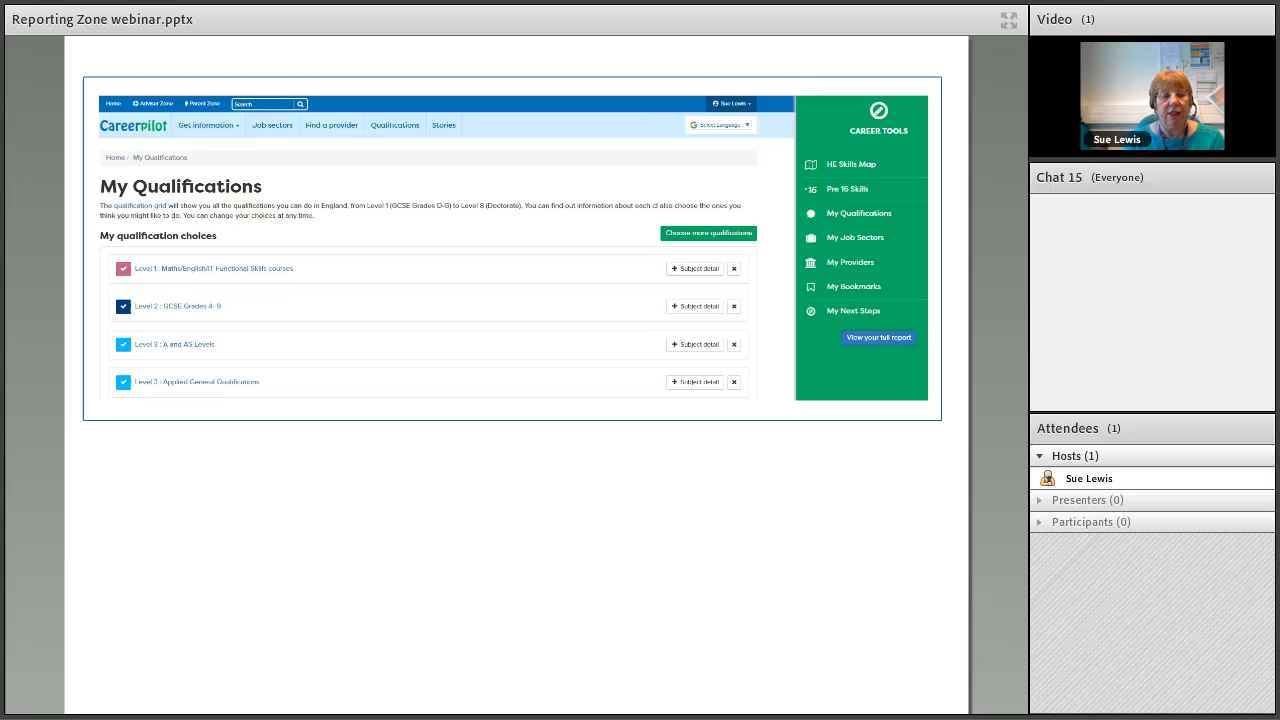 Reporting Zone webinar.pptx
Home Advisor Zone Parent Zone Search Sue Lewis
Careerpilot Get information Job sectors Find a provider Qualifications Stories Select Language
Home / My Qualifications
My Qualifications
The qualification grid will show you all the qualifications you can do in England, from Level 1 (GCSE Grades D-G) to Level 8 (Doctorate). You can find out information about each cl also choose the ones
you think you might like to do. You can change your choices at any time.
My qualification choices
Choose more qualifications
Level 1 : Maths/English/IT Functional Skills courses
+ Subject detail
Level 2 : GCSE Grades 4- 9
+ Subject detail
Level 3 : A and AS Levels
+ Subject detail
Level 3 : Applied General Qualifications
+ Subject detail
CAREER TOOLS
HE Skills Map
-16 Pre 16 Skills
My Qualifications
My Job Sectors
My Providers
My Bookmarks
My Next Steps
View your full report
Video (1)
Sue Lewis
Chat 15 (Everyone)
Attendees (1)
Hosts (1)
Sue Lewis
Presenters (0)
Participants (0)